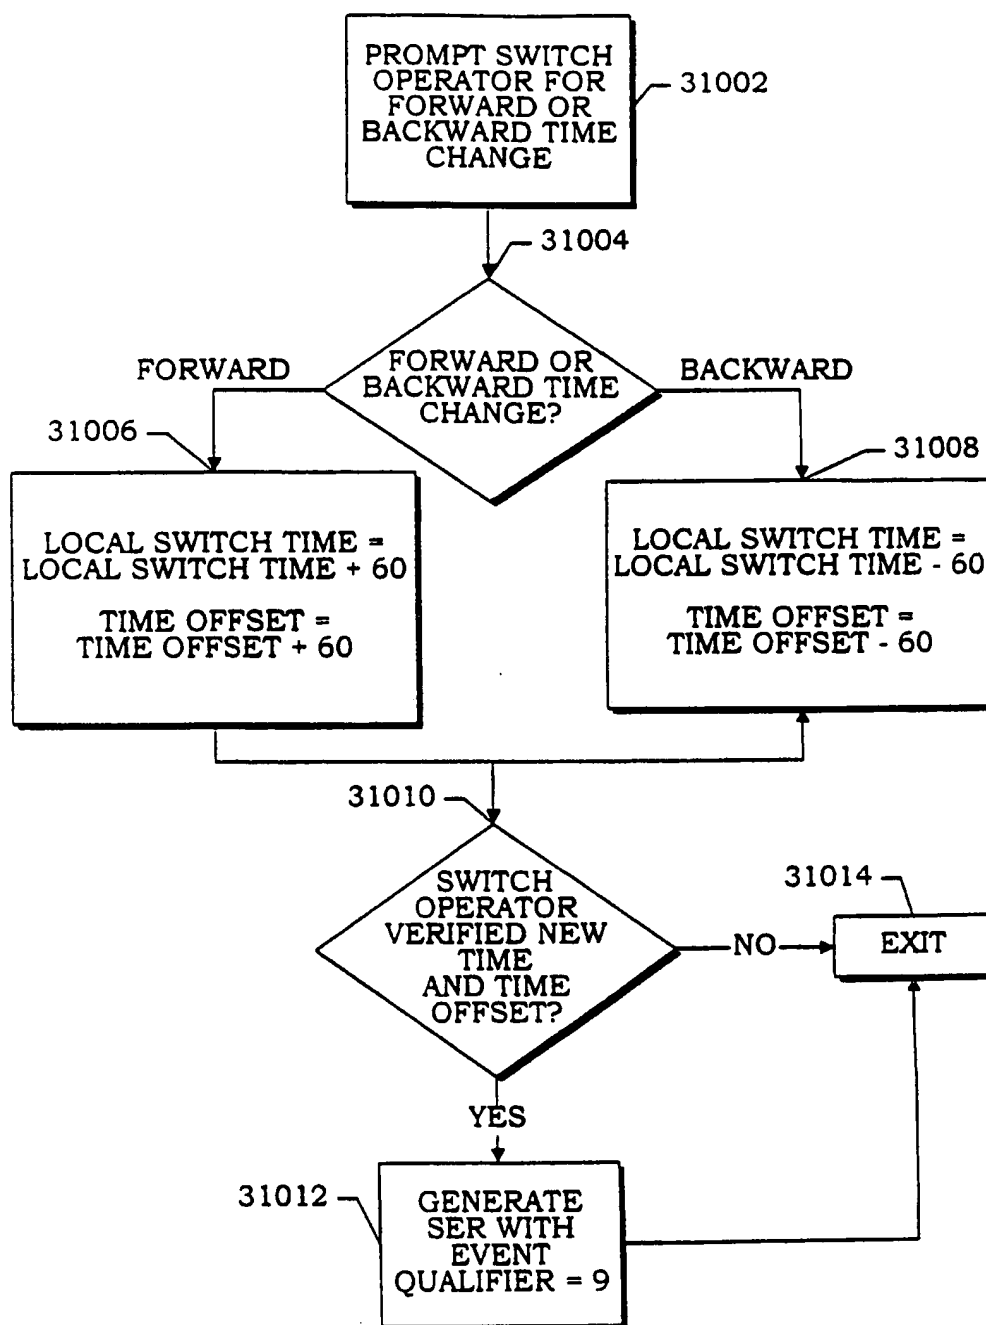 PROMPT SWITCH
OPERATOR FOR
FORWARD OR
BACKWARD TIME
CHANGE
31002
31004
FORWARD OR
BACKWARD TIME
CHANGE?
FORWARD
BACKWARD
31006
LOCAL SWITCH TIME =
LOCAL SWITCH TIME + 60
TIME OFFSET =
TIME OFFSET + 60
31008
LOCAL SWITCH TIME =
LOCAL SWITCH TIME - 60
TIME OFFSET =
TIME OFFSET - 60
31010
SWITCH
OPERATOR
VERIFIED NEW
TIME
AND TIME
OFFSET?
NO
31014
EXIT
YES
31012
GENERATE
SER WITH
EVENT
QUALIFIER = 9